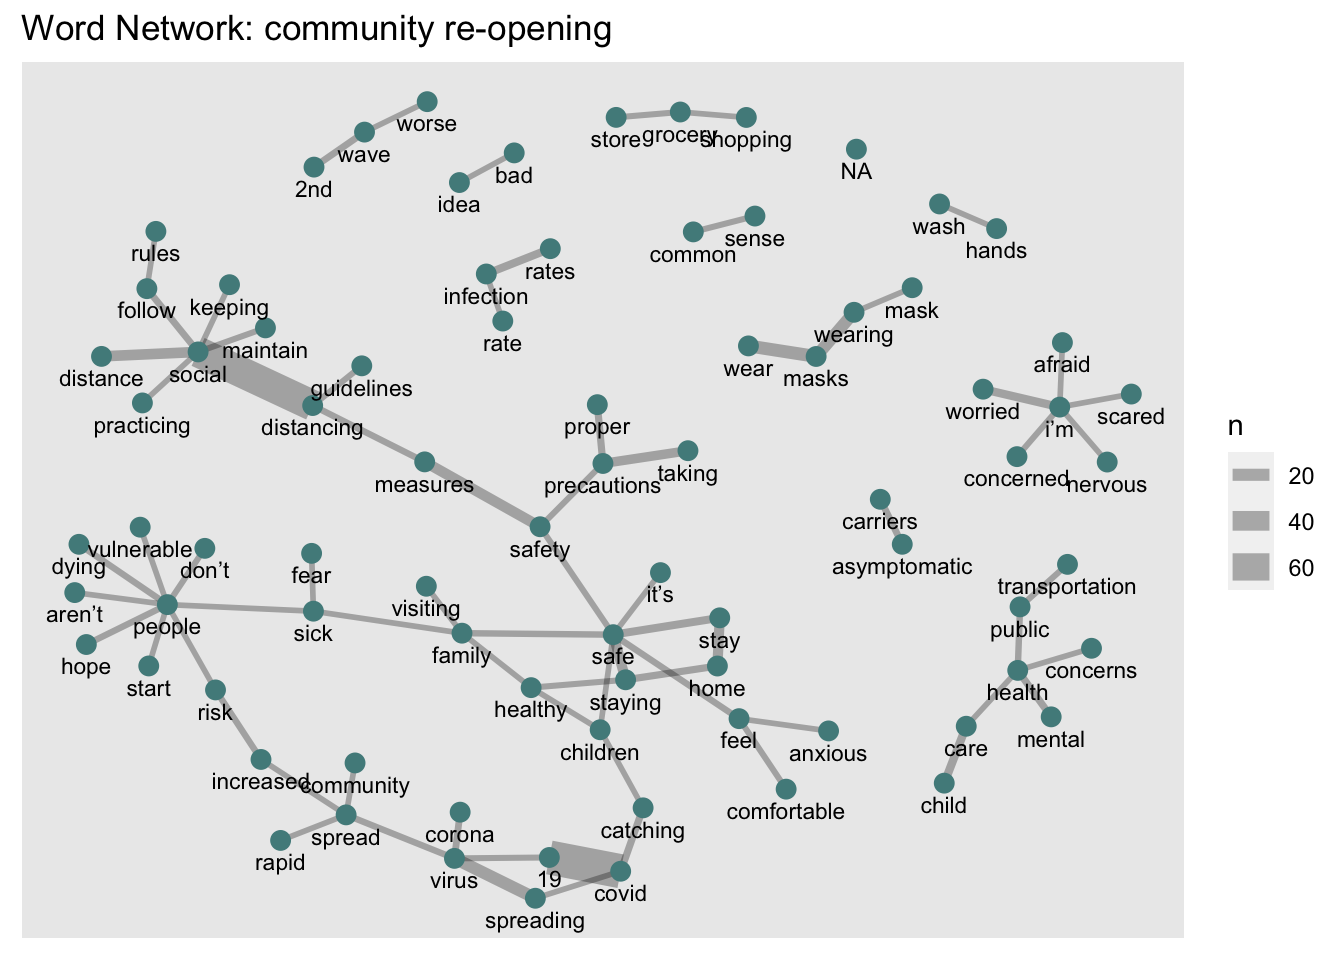 Word Network: community re-opening
worse
wave
2nd
store
grocery
shopping
bad
idea
NA
wash
hands
common
sense
rules
follow
keeping
rates
infection
rate
maintain
social
distance
practicing
guidelines
distancing
mask
wearing
wear
masks
afraid
worried
i’m
scared
concerned
nervous
n
20
40
60
proper
precautions
taking
measures
safety
carriers
asymptomatic
vulnerable
dying
don’t
aren’t
people
hope
start
fear
sick
visiting
family
it’s
safe
stay
home
staying
healthy
children
feel
anxious
comfortable
transportation
public
concerns
health
mental
care
child
risk
increased
community
spread
rapid
corona
virus
19
covid
catching
spreading